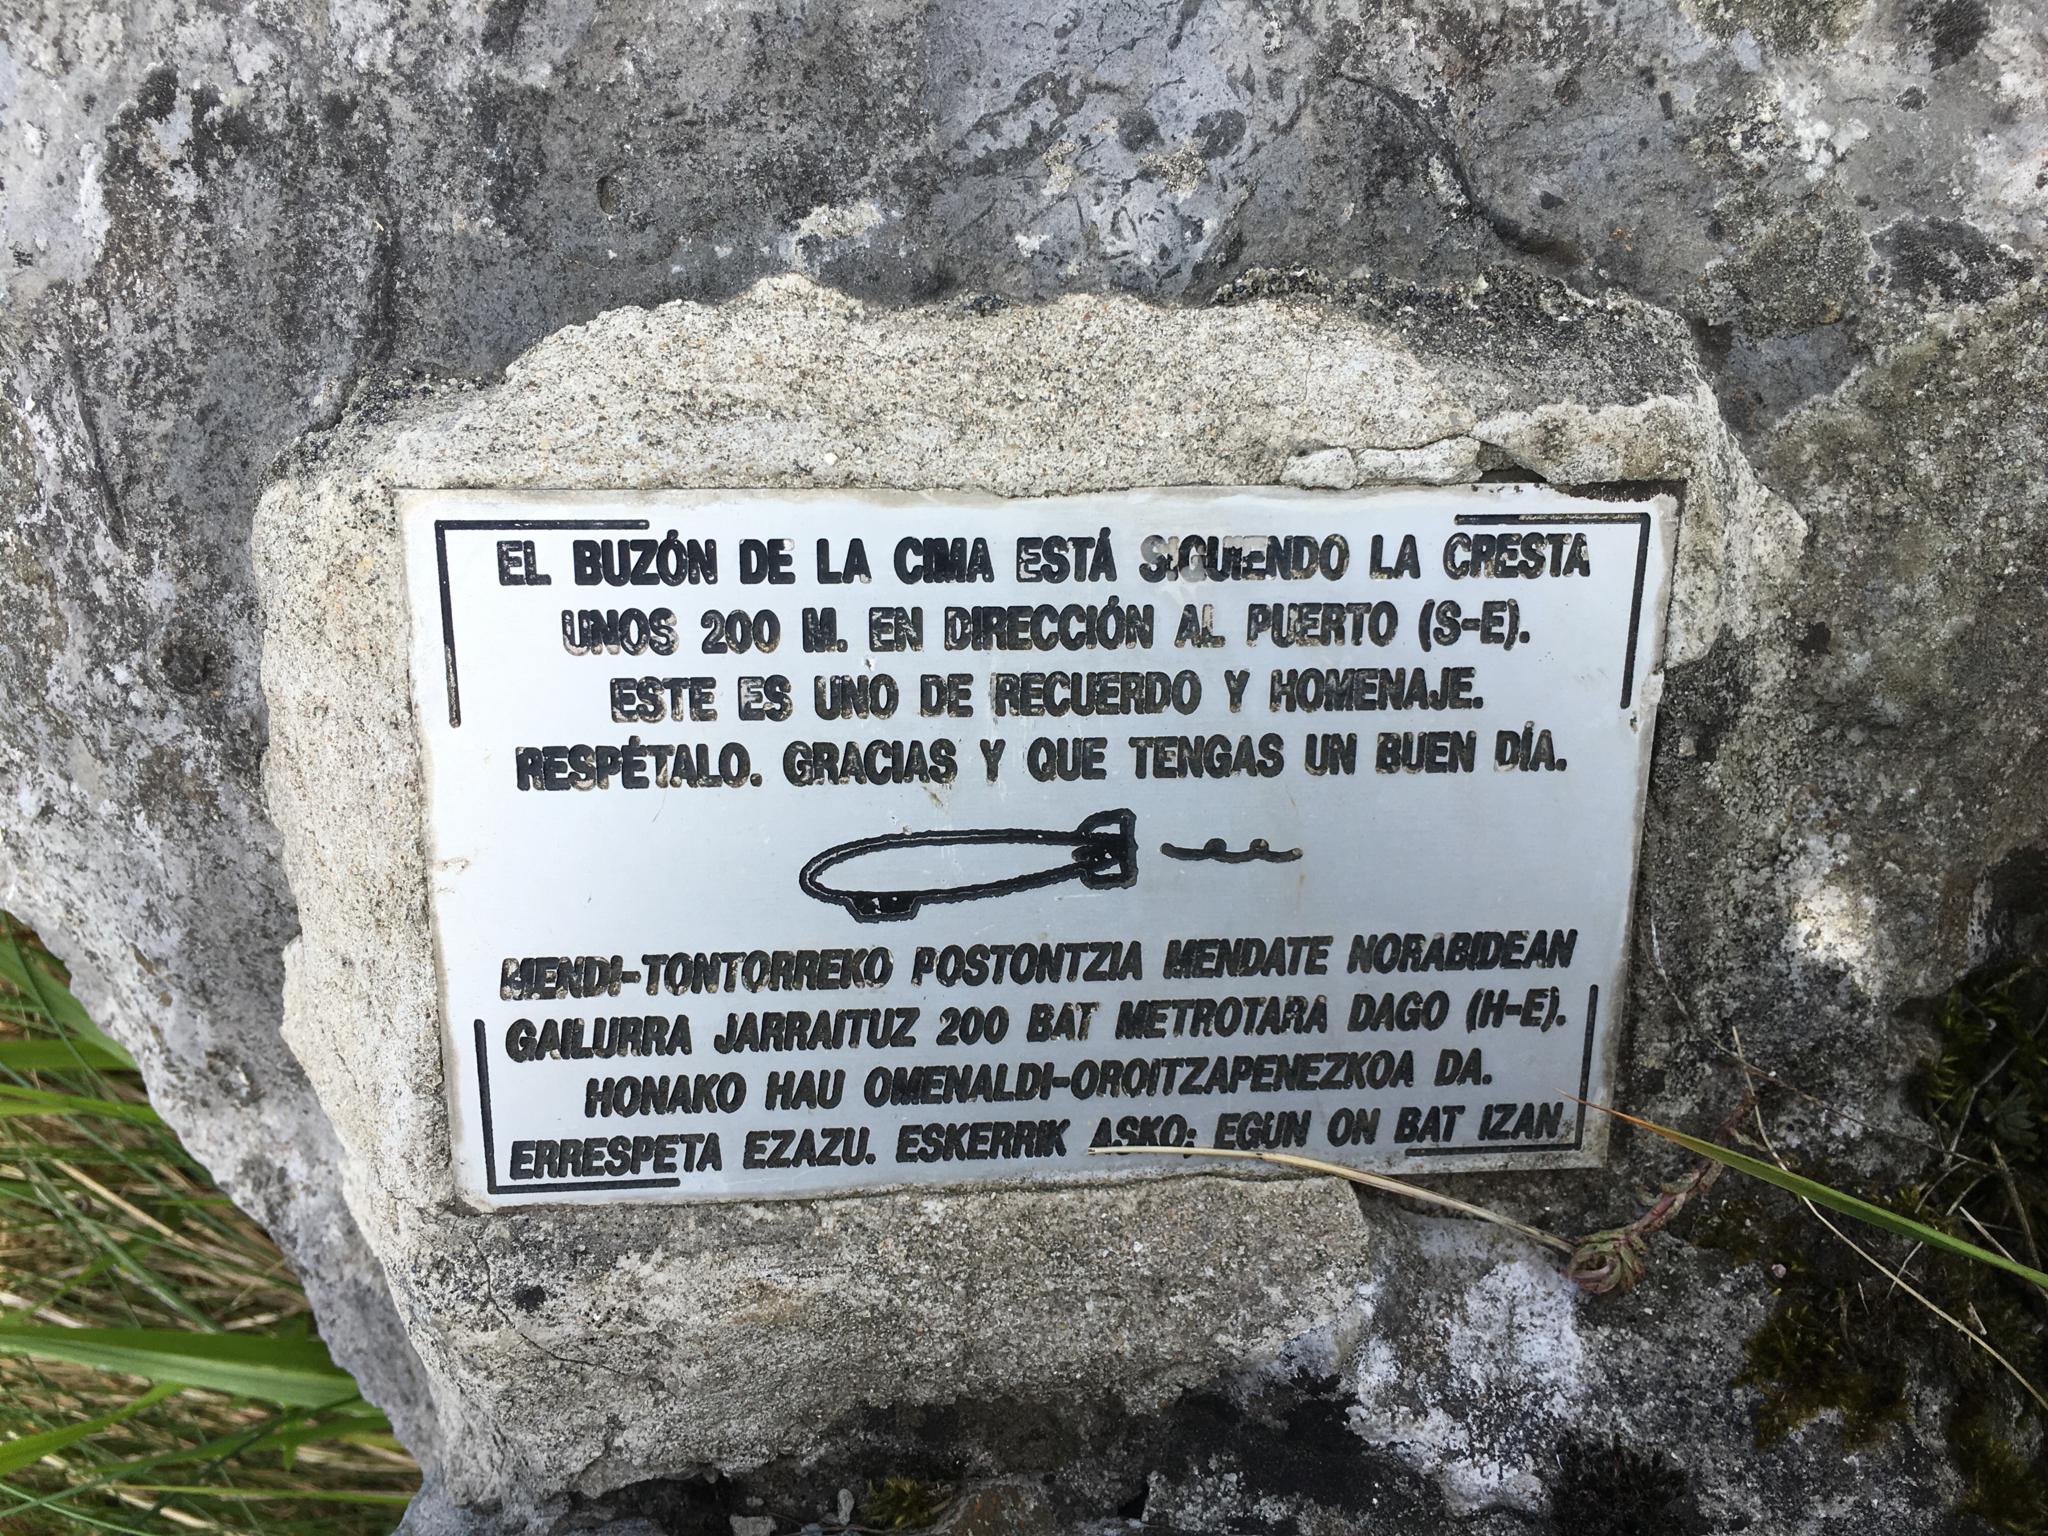 EL BUZÓN DE LA CIMA ESTÁ SIGUIENDO LA CRESTA
UNOS 200 M. EN DIRECCIÓN AL PUERTO (S-E).
ESTE ES UNO DE RECUERDO Y HOMENAJE.
RESPÉTALO. GRACIAS Y QUE TENGAS UN BUEN DÍA.
MENDI-TONTORREKO POSTONTZIA MENDATE NORABIDEAN
GAILURRA JARRAITUZ 200 BAT METROTARA DAGO (H-E).
HONAKO HAU OMENALDI-OROITZAPENEZKOA DA.
ERRESPETA EZAZU. ESKERRIK ASKO; EGUN ON BAT IZAN